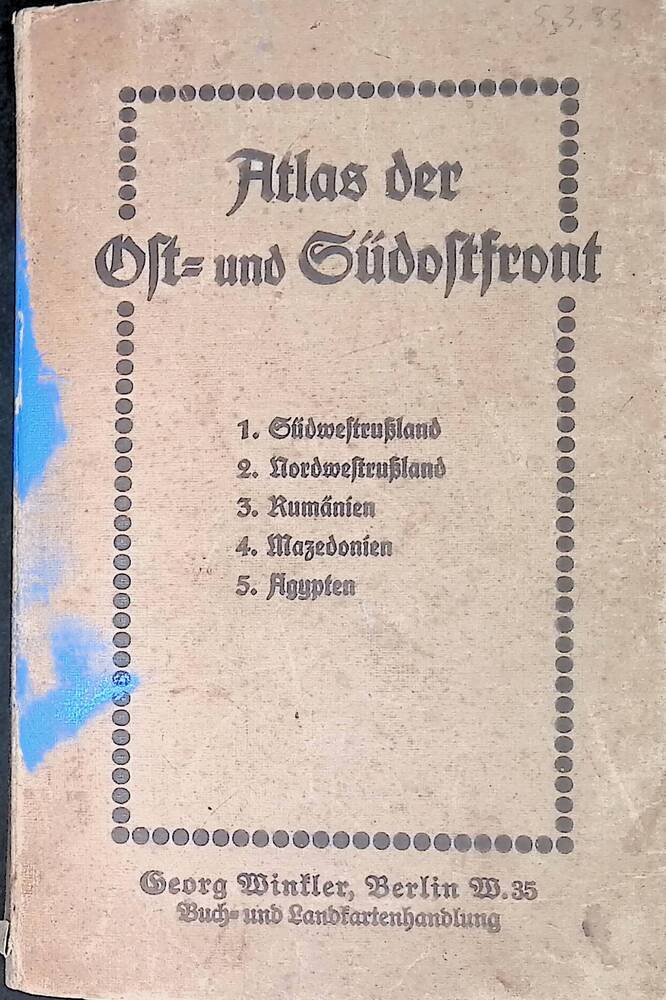 5.3.93
Atlas der
Oſt- und Südoſtfront
1. Südweſtrußland
2. Nordweſtrußland
3. Rumänien
4. Mazedonien
5. Ägypten
Georg Winkler, Berlin W. 35
Buch- und Landkartenhandlung